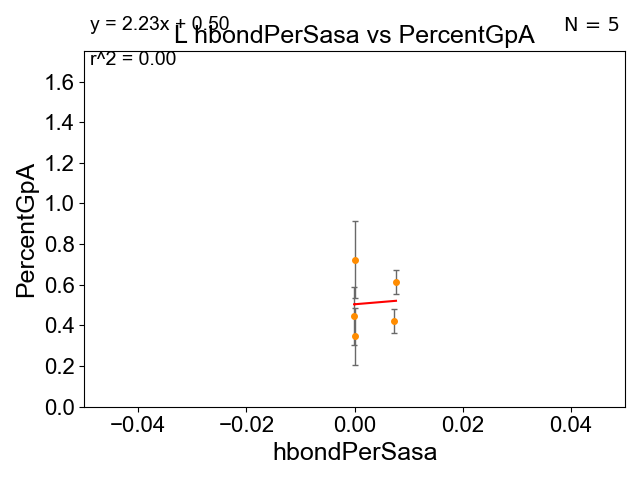 y = 2.23x + 0.50
N = 5
L hbondPerSasa vs PercentGpA
r^2 = 0.00
PercentGpA
1.6
1.4
1.2
1.0
0.8
0.6
0.4
0.2
0.0
−0.04
−0.02
0.00
0.02
0.04
hbondPerSasa